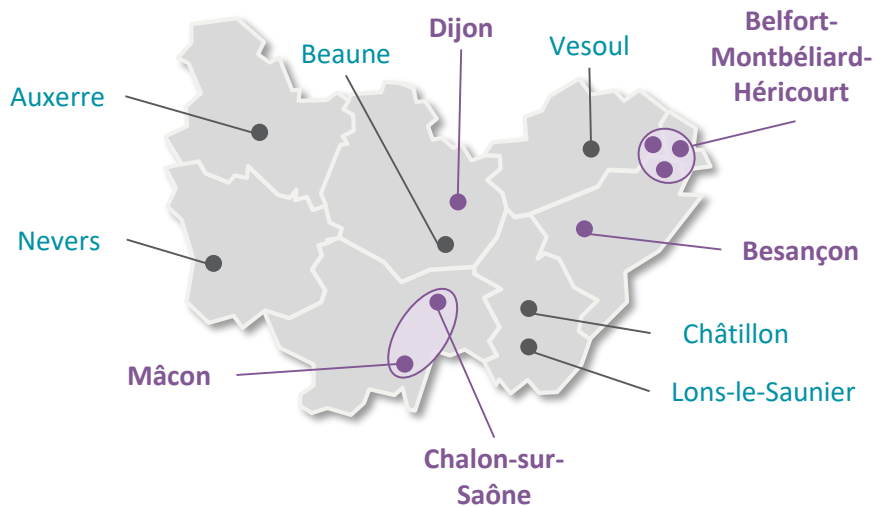 Dijon
Beaune
Vesoul
Belfort-
Montbéliard-
Héricourt
Auxerre
Nevers
Besançon
Châtillon
Mâcon
Lons-le-Saunier
Chalon-sur-
Saône